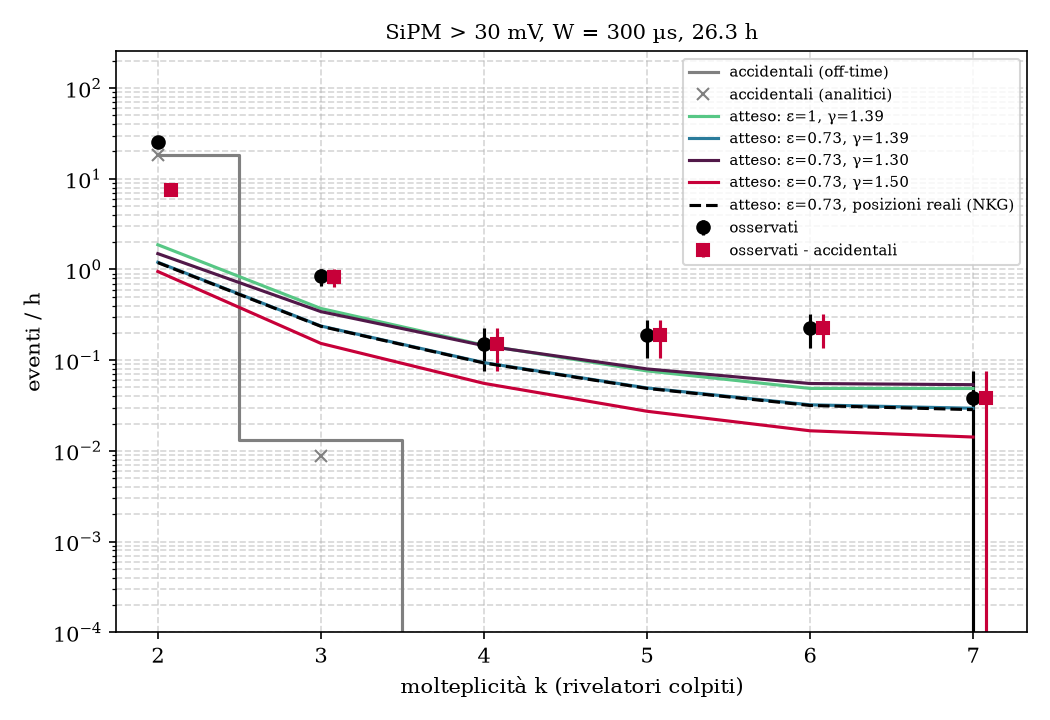 SiPM > 30 mV, W = 300 µs, 26.3 h
accidentali (off-time)
accidentali (analitici)
atteso: ε=1, γ=1.39
atteso: ε=0.73, γ=1.39
atteso: ε=0.73, γ=1.30
atteso: ε=0.73, γ=1.50
atteso: ε=0.73, posizioni reali (NKG)
osservati
osservati - accidentali
eventi / h
10²
10¹
10⁰
10⁻¹
10⁻²
10⁻³
10⁻⁴
2 3 4 5 6 7
molteplicità k (rivelatori colpiti)